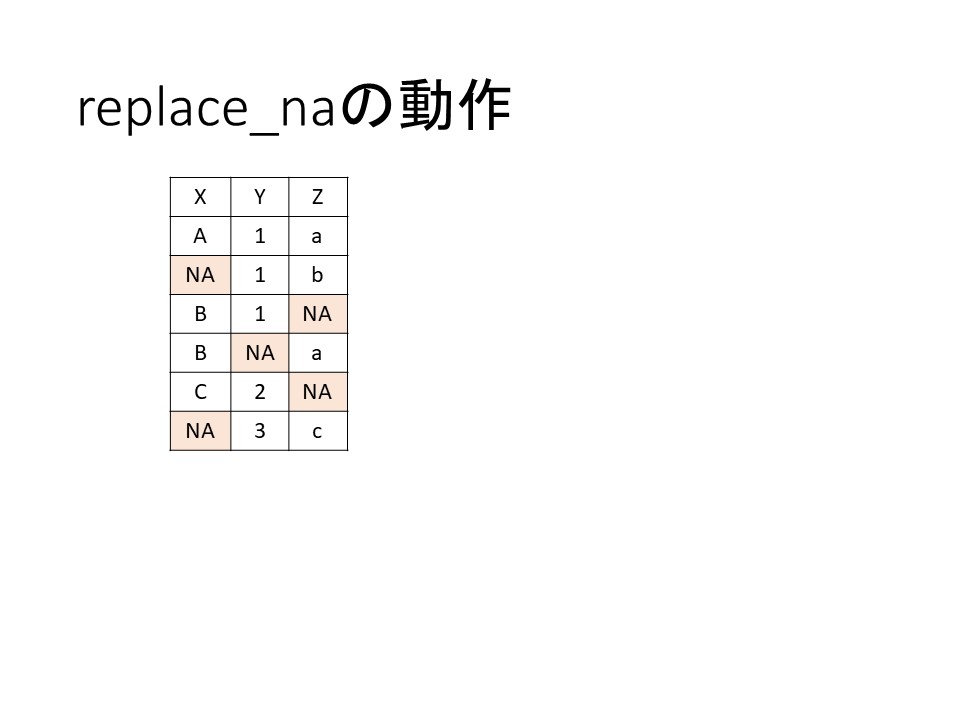 replace_naの動作
X Y Z
A 1 a
NA 1 b
B 1 NA
B NA a
C 2 NA
NA 3 c